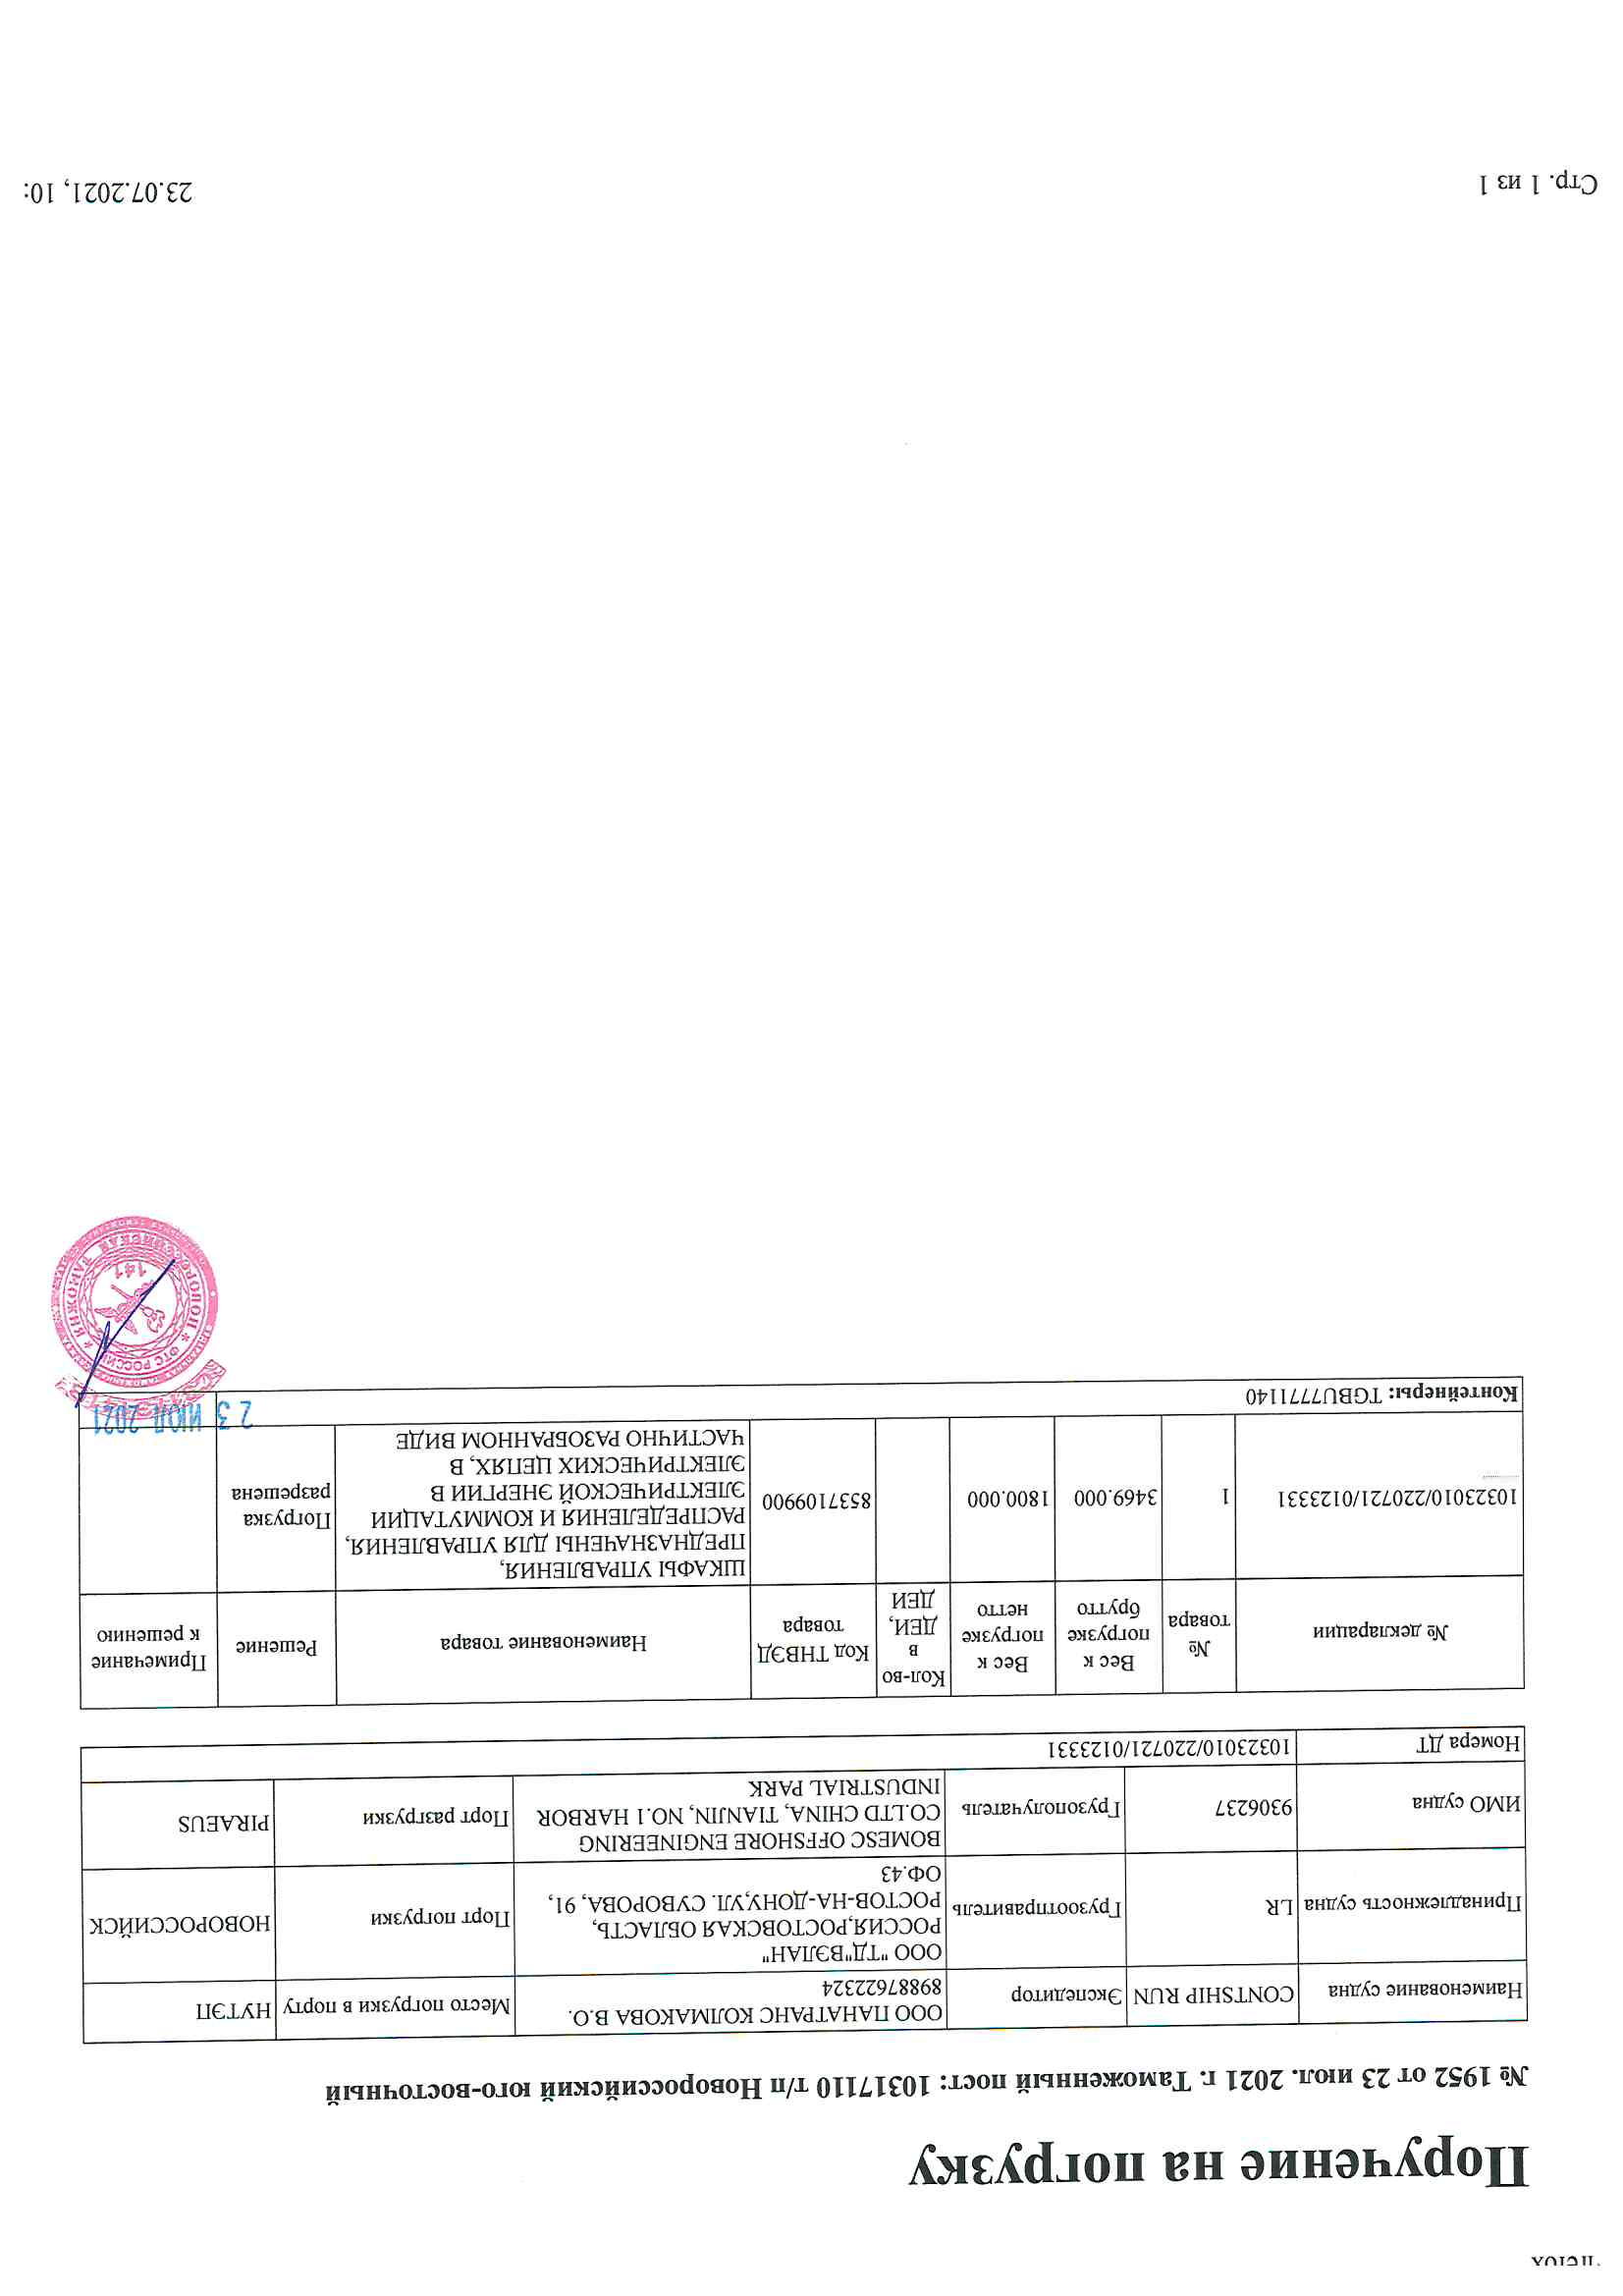 Поручение на погрузку
№ 1952 от 23 июл. 2021 г. Таможенный пост: 10317110 т/п Новороссийский юго-восточный
Наименование судна CONTSHIP RUN Экспедитор ООО ПАНАТРАНС КОЛМАКОВА В.О. 89887622324 Место погрузки в порту НУТЭП
Принадлежность судна LR Грузоотправитель ООО "ТД"ВЭЛАН"
РОССИЯ,РОСТОВСКАЯ ОБЛАСТЬ,
РОСТОВ-НА-ДОНУ,УЛ. СУВОРОВА, 91,
ОФ.43
Порт погрузки НОВОРОССИЙСК
ИМО судна 9306237 Грузополучатель BOMESC OFFSHORE ENGINEERING
CO.LTD CHINA, TIANJIN, NO.1 HARBOR
INDUSTRIAL PARK
Порт разгрузки PIRAEUS
Номера ДТ 10323010/220721/0123331
№ декларации
№ товара
Вес к погрузке брутто
Вес к погрузке нетто
Кол-во в ДЕИ, ДЕИ
Код ТНВЭД товара
Наименование товара
Решение
Примечание к решению
10323010/220721/0123331 1 3469.000 1800.000 8537109900
ШКАФЫ УПРАВЛЕНИЯ,
ПРЕДНАЗНАЧЕНЫ ДЛЯ УПРАВЛЕНИЯ,
РАСПРЕДЕЛЕНИЯ И КОММУТАЦИИ
ЭЛЕКТРИЧЕСКОЙ ЭНЕРГИИ В
ЭЛЕКТРИЧЕСКИХ ЦЕПЯХ, В
ЧАСТИЧНО РАЗОБРАННОМ ВИДЕ
Погрузка
разрешена
Контейнеры: TGBU7771140
23 ИЮЛ 2021
ФТС РОССИИ
ТАМОЖНЯ
141
Стр. 1 из 1
23.07.2021, 10: